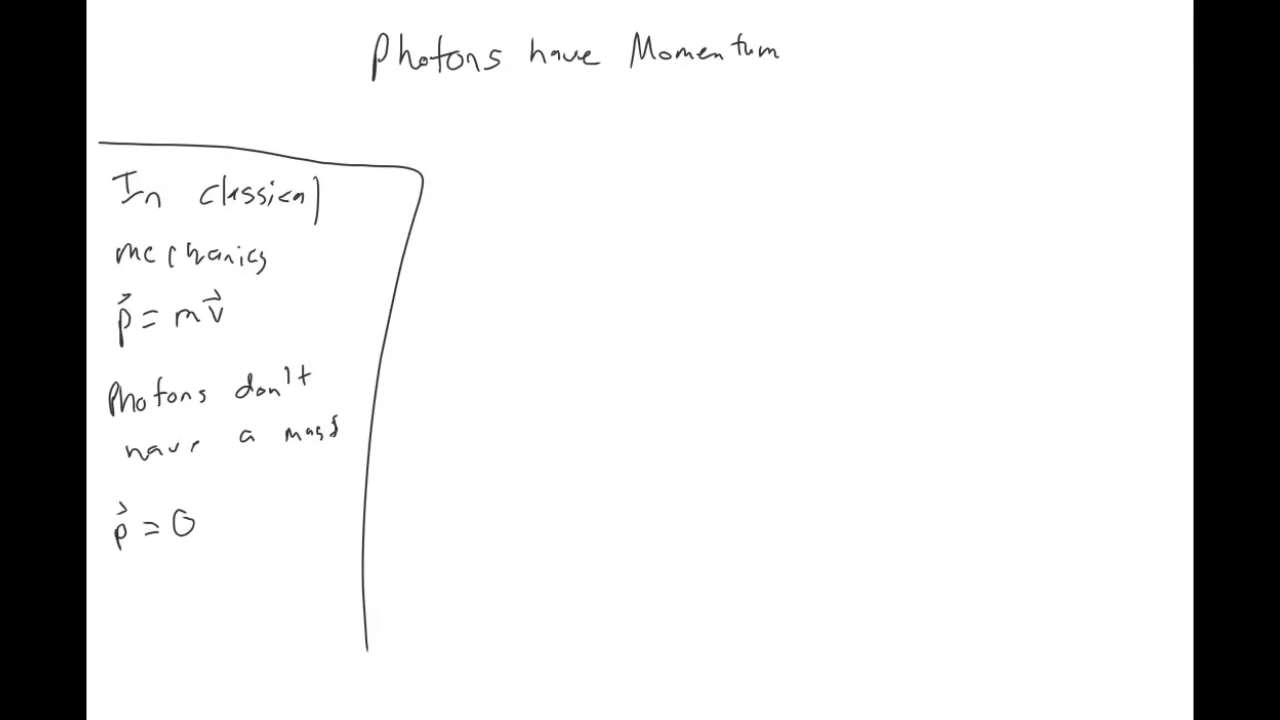 Photons have Momentum
In classical
mechanics
p⃗ = mv⃗
Photons don't
have a mass
p⃗ = 0